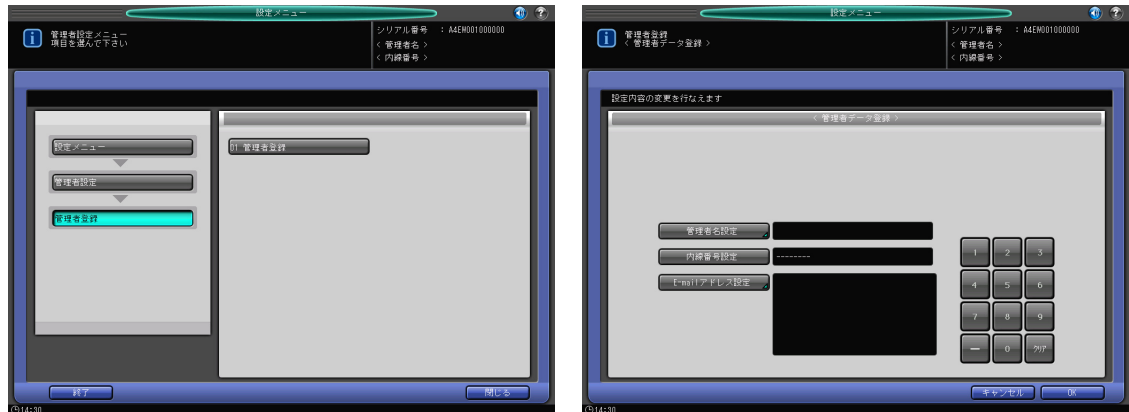 設定メニュー
管理者設定メニュー
項目を選んで下さい
シリアル番号 : A4EM001000000
< 管理者名 >
< 内線番号 >
設定メニュー
管理者設定
管理者登録
01 管理者登録
終了
閉じる
14:30
設定メニュー
管理者登録
< 管理者データ登録 >
シリアル番号 : A4EM001000000
< 管理者名 >
< 内線番号 >
設定内容の変更を行なえます
< 管理者データ登録 >
管理者名設定
内線番号設定 --------
E-mailアドレス設定
1 2 3
4 5 6
7 8 9
— 0 クリア
キャンセル OK
14:30